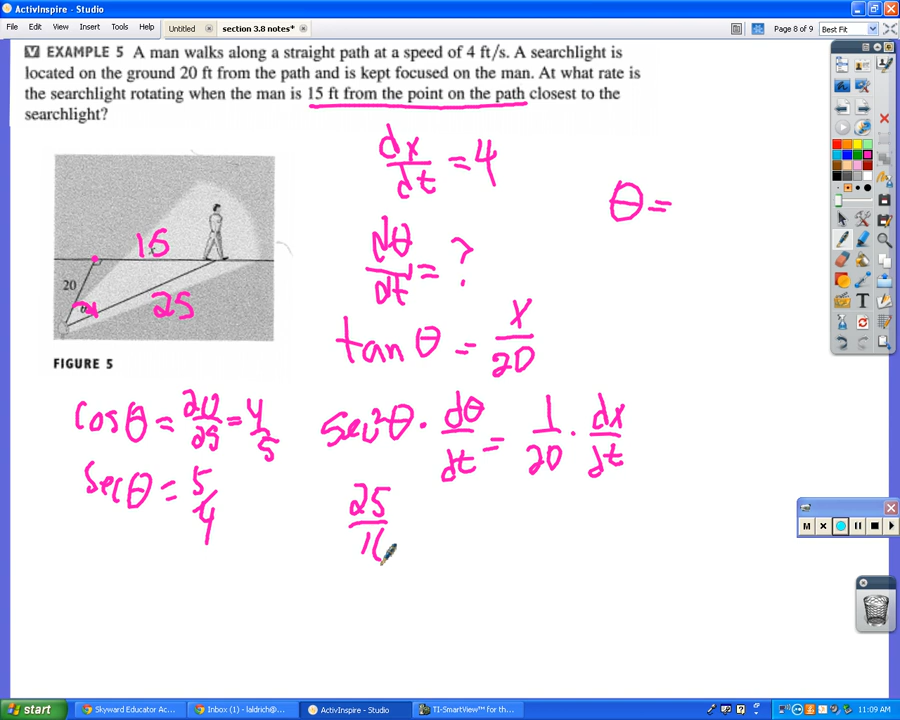 ActivInspire - Studio
File Edit View Tools Insert Tools Help
Untitled
section 3.8 notes*
Page 8 of 9
Best Fit
EXAMPLE 5 A man walks along a straight path at a speed of 4 ft/s. A searchlight is
located on the ground 20 ft from the path and is kept focused on the man. At what rate is
the searchlight rotating when the man is 15 ft from the point on the path closest to the
searchlight?
dx/dt = 4
θ =
15
20
θ
25
dθ/dt = ?
tan θ = x/20
FIGURE 5
cos θ = 20/25 = 4/5
sec²θ · dθ/dt = 1/20 · dx/dt
sec θ = 5/4
25/16
M
start
Skyward Educator Ac...
Inbox (1) - laldrich@...
ActivInspire - Studio
TI-SmartView™ for th...
11:09 AM